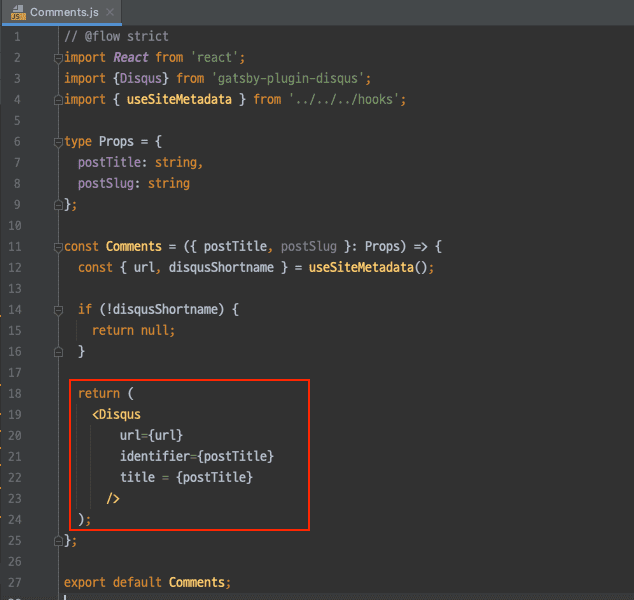 Comments.js
1 // @flow strict
2 import React from 'react';
3 import {Disqus} from 'gatsby-plugin-disqus';
4 import { useSiteMetadata } from '../../../hooks';
5
6 type Props = {
7   postTitle: string,
8   postSlug: string
9 };
10
11 const Comments = ({ postTitle, postSlug }: Props) => {
12   const { url, disqusShortname } = useSiteMetadata();
13
14   if (!disqusShortname) {
15     return null;
16   }
17
18   return (
19     <Disqus
20         url={url}
21         identifier={postTitle}
22         title = {postTitle}
23       />
24   );
25 };
26
27 export default Comments;